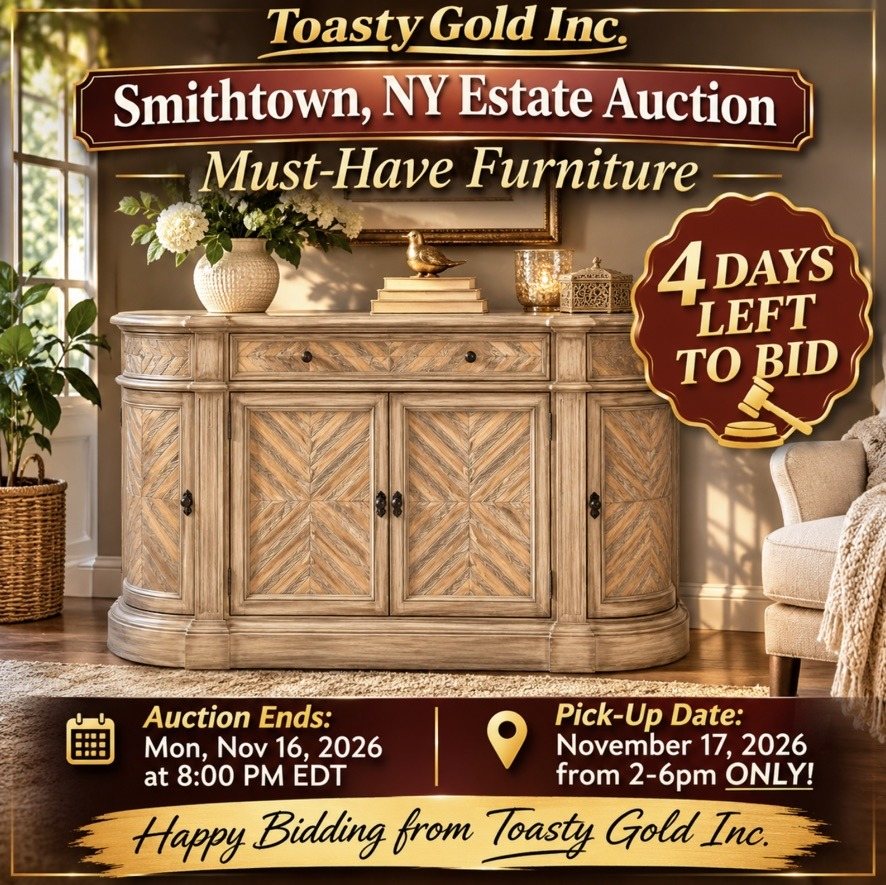 Toasty Gold Inc.
Smithtown, NY Estate Auction
Must-Have Furniture
4 DAYS
LEFT
TO BID
Auction Ends:
Mon, Nov 16, 2026
at 8:00 PM EDT
Pick-Up Date:
November 17, 2026
from 2-6pm ONLY!
Happy Bidding from Toasty Gold Inc.